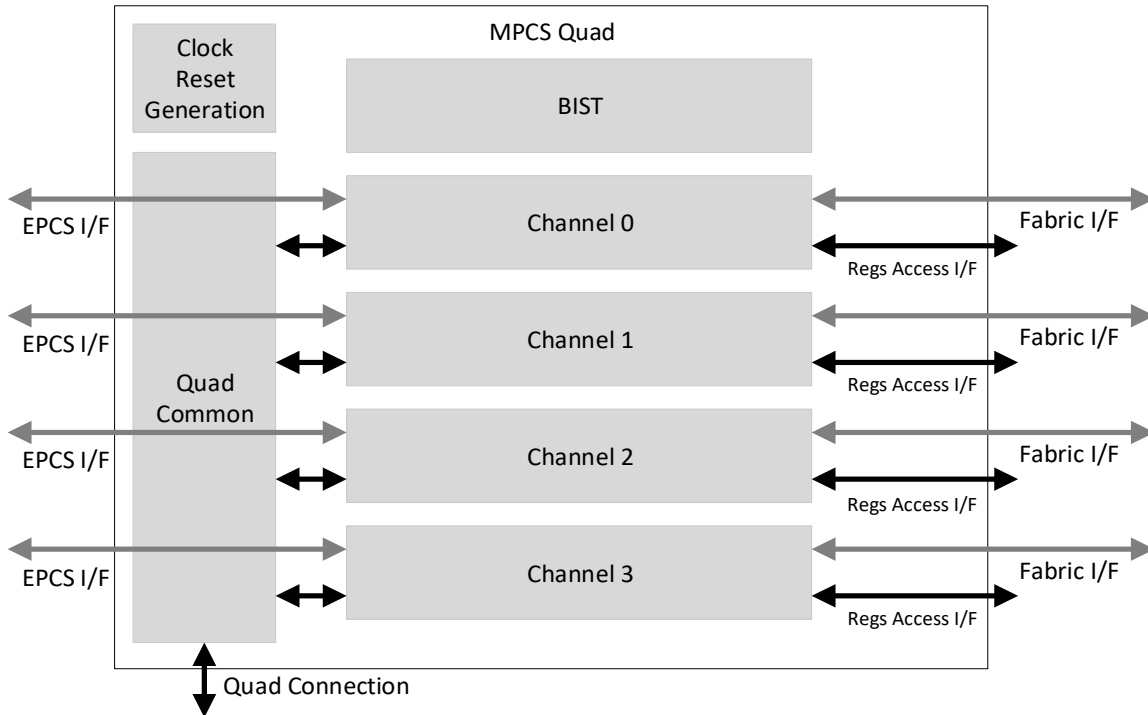 MPCS Quad
Clock
Reset
Generation
BIST
EPCS I/F
Channel 0
Fabric I/F
Regs Access I/F
EPCS I/F
Channel 1
Fabric I/F
Regs Access I/F
Quad
Common
EPCS I/F
Channel 2
Fabric I/F
Regs Access I/F
EPCS I/F
Channel 3
Fabric I/F
Regs Access I/F
Quad Connection